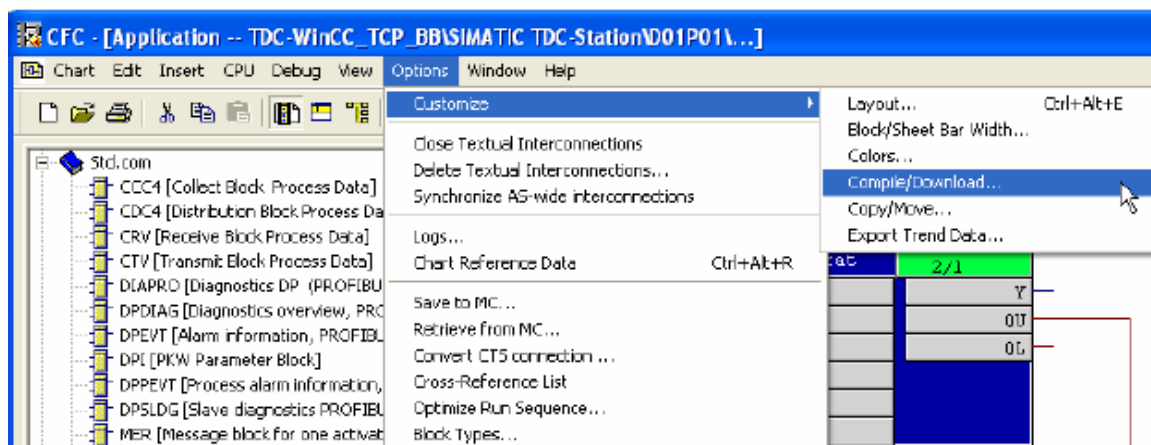 CFC - [Application -- TDC-WinCC_TCP_BB\SIMATIC TDC-Station\D01P01\...]
Chart Edit Insert CPU Debug View Options Window Help
Customize
Close Textual Interconnections
Delete Textual Interconnections...
Synchronize AS-wide interconnections
Logs...
Chart Reference Data Ctrl+Alt+R
Save to MC...
Retrieve from MC...
Convert CTS connection ...
Cross-Reference List
Optimize Run Sequence...
Block Types...
Layout... Ctrl+Alt+E
Block/Sheet Bar Width...
Colors...
Compile/Download...
Copy/Move...
Export Trend Data...
Std.com
CCC4 [Collect Block Process Data]
CDC4 [Distribution Block Process Da
CRV [Receive Block Process Data]
CTV [Transmit Block Process Data]
DIAPRO [Diagnostics DP (PROFIBU
DPDIAG [Diagnostics overview, PRO
DPEVT [Alarm information, PROFIBL
DPI [PKW Parameter Block]
DPPEVT [Process alarm information,
DPSLDG [Slave diagnostics PROFIBL
MER [Message block for one activat
2/1
Y
QU
QL